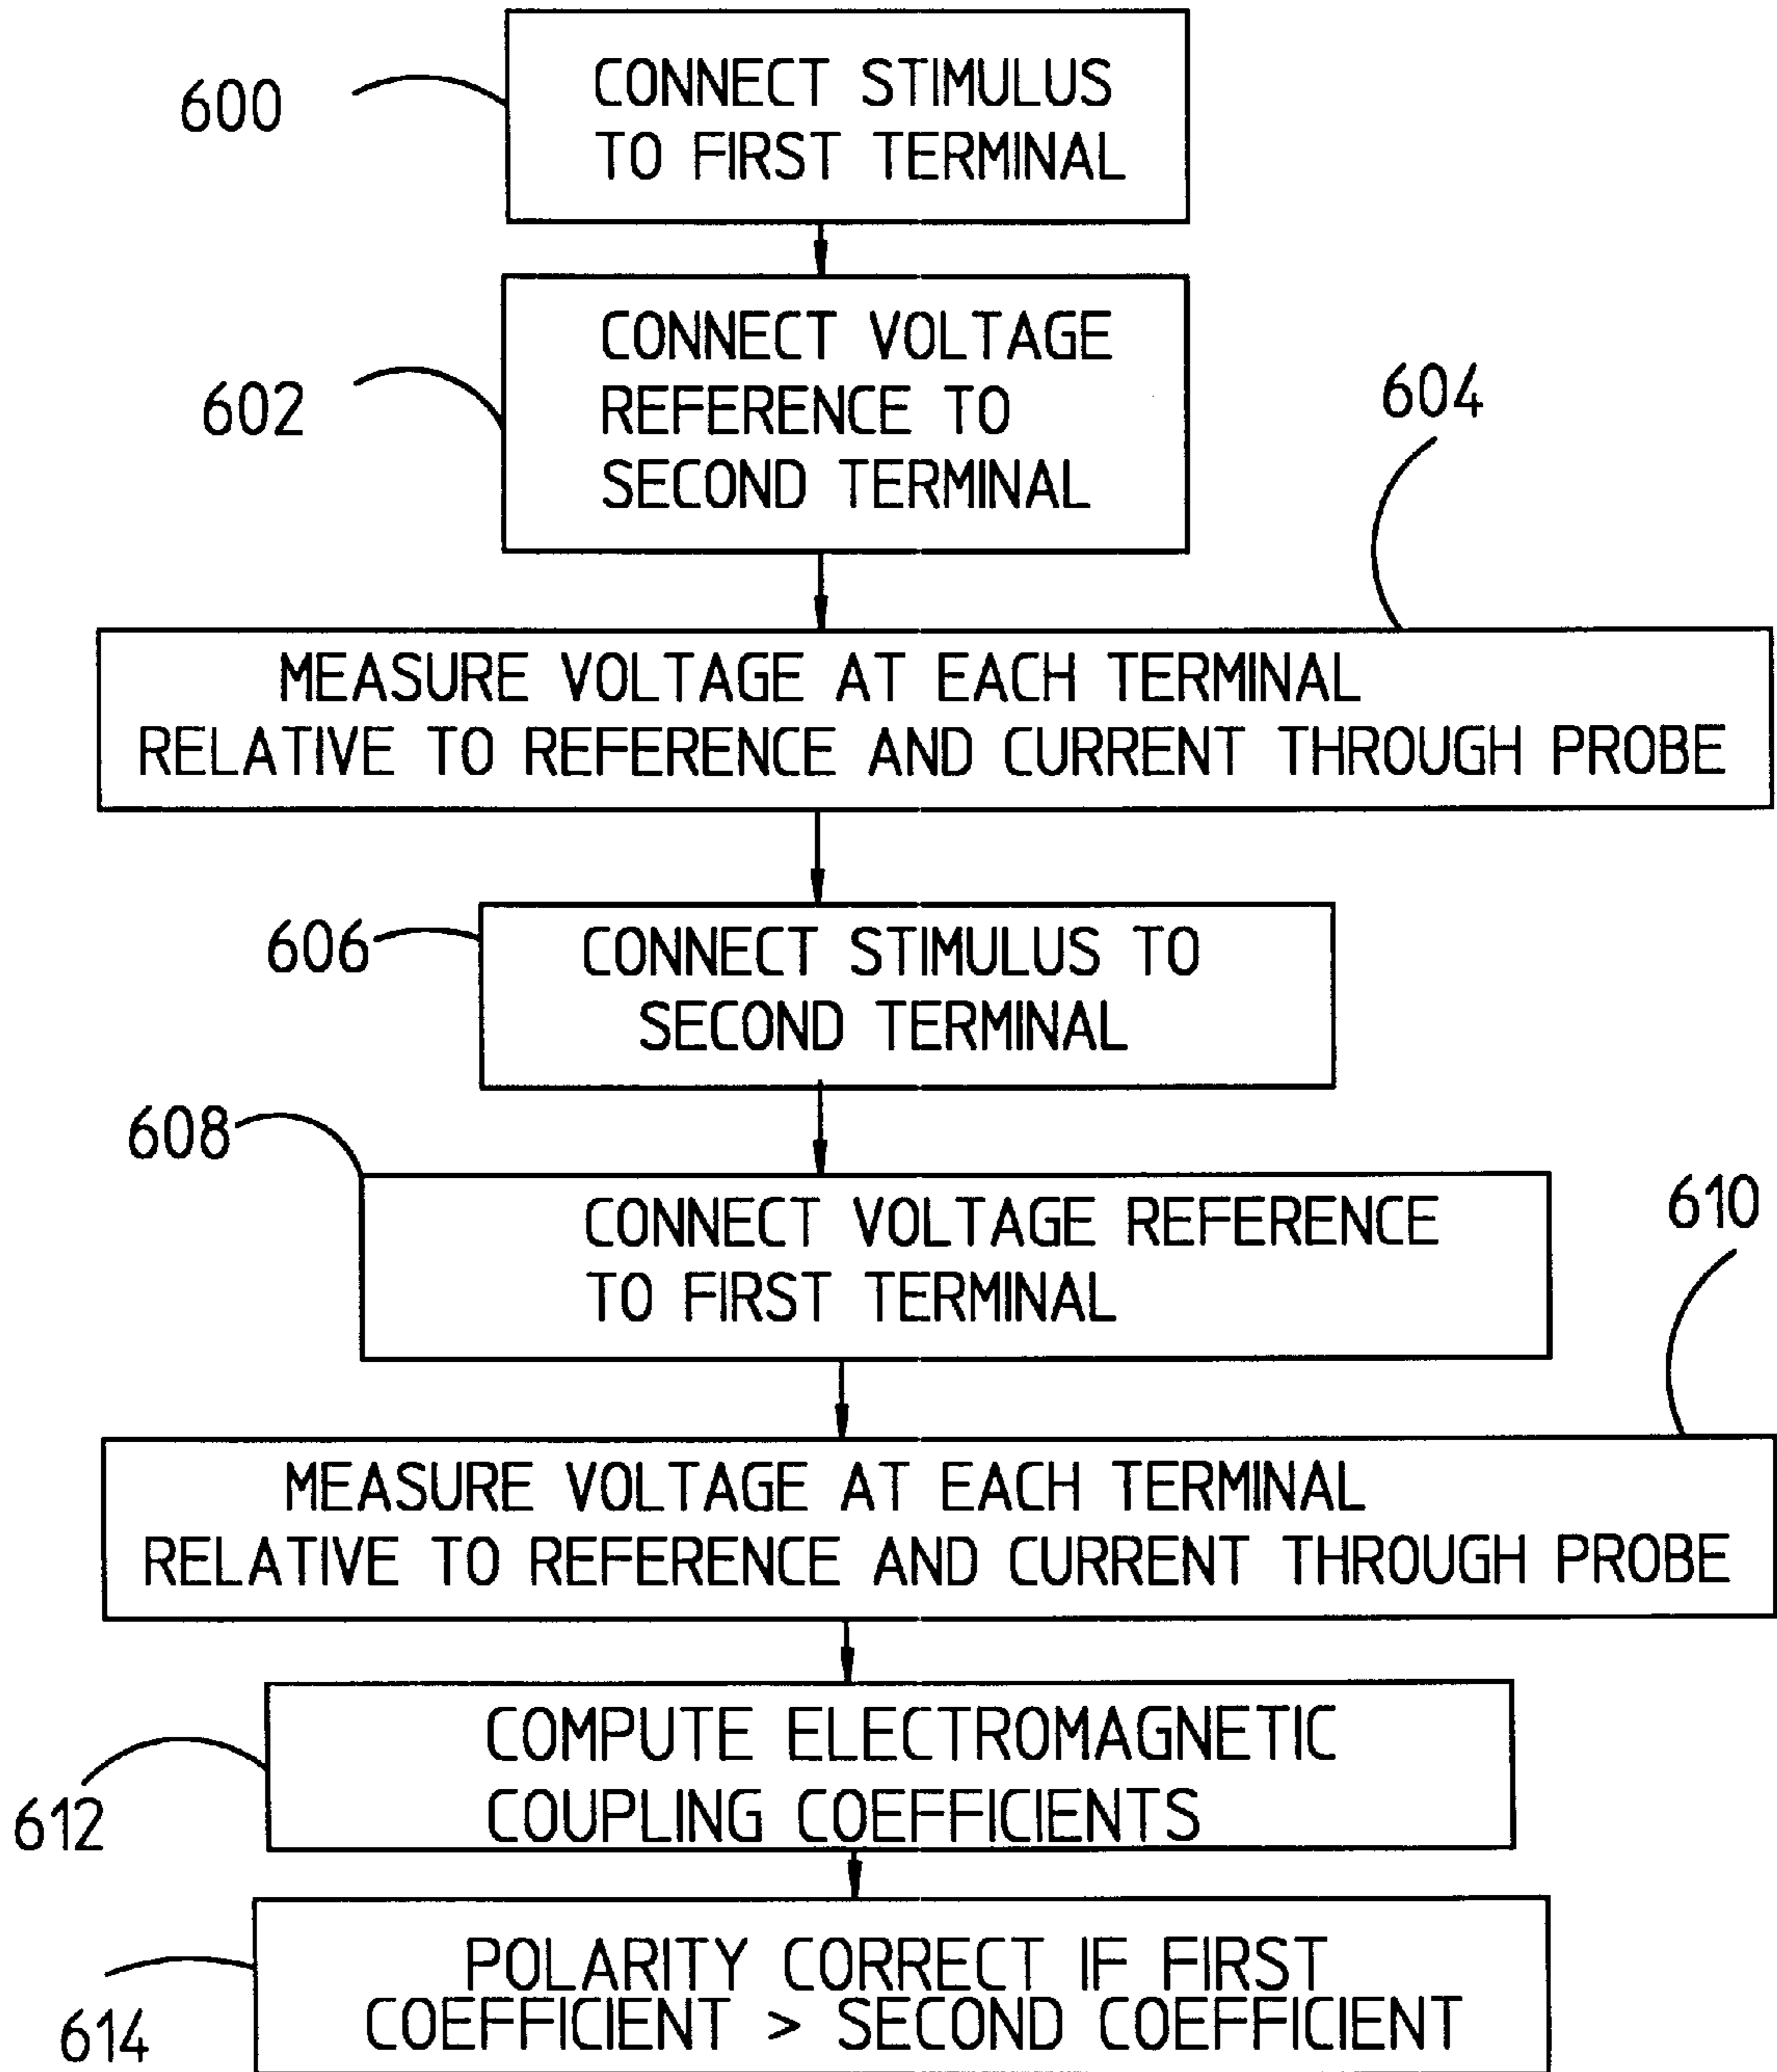 600
CONNECT STIMULUS
TO FIRST TERMINAL
602
CONNECT VOLTAGE
REFERENCE TO
SECOND TERMINAL
604
MEASURE VOLTAGE AT EACH TERMINAL
RELATIVE TO REFERENCE AND CURRENT THROUGH PROBE
606
CONNECT STIMULUS TO
SECOND TERMINAL
608
CONNECT VOLTAGE REFERENCE
TO FIRST TERMINAL
610
MEASURE VOLTAGE AT EACH TERMINAL
RELATIVE TO REFERENCE AND CURRENT THROUGH PROBE
612
COMPUTE ELECTROMAGNETIC
COUPLING COEFFICIENTS
614
POLARITY CORRECT IF FIRST
COEFFICIENT > SECOND COEFFICIENT